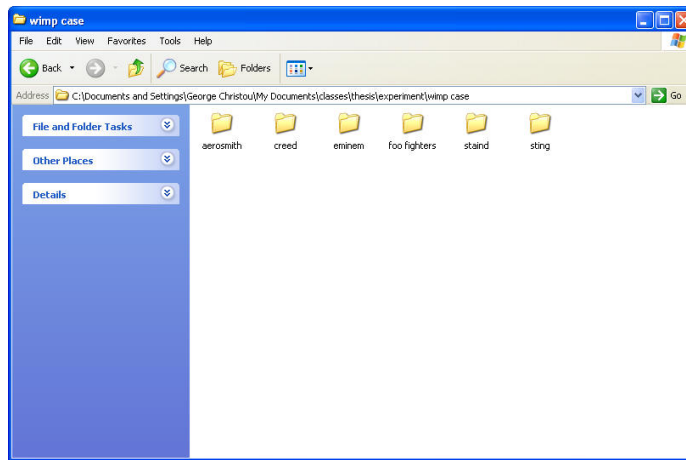 wimp case
File Edit View Favorites Tools Help
Back Search Folders
Address C:\Documents and Settings\George Christou\My Documents\classes\thesis\experiment\wimp case Go
File and Folder Tasks
Other Places
Details
aerosmith creed eminem foo fighters staind sting